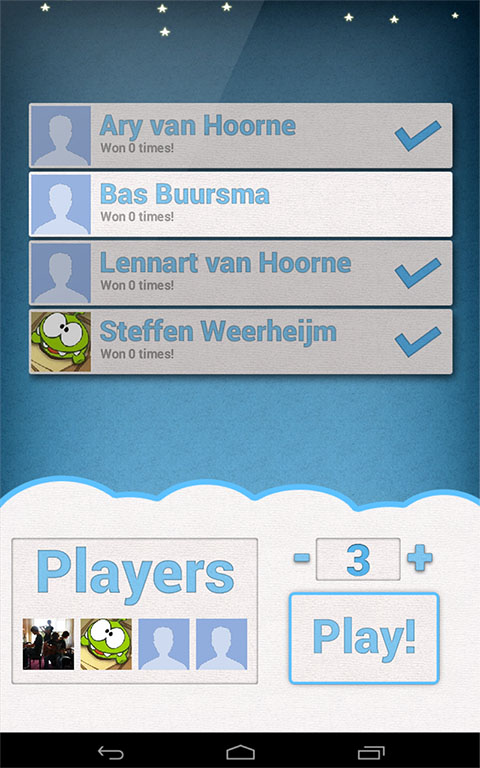 Ary van Hoorne
Won 0 times!
Bas Buursma
Won 0 times!
Lennart van Hoorne
Won 0 times!
Steffen Weerheijm
Won 0 times!
Players
- 3 +
Play!